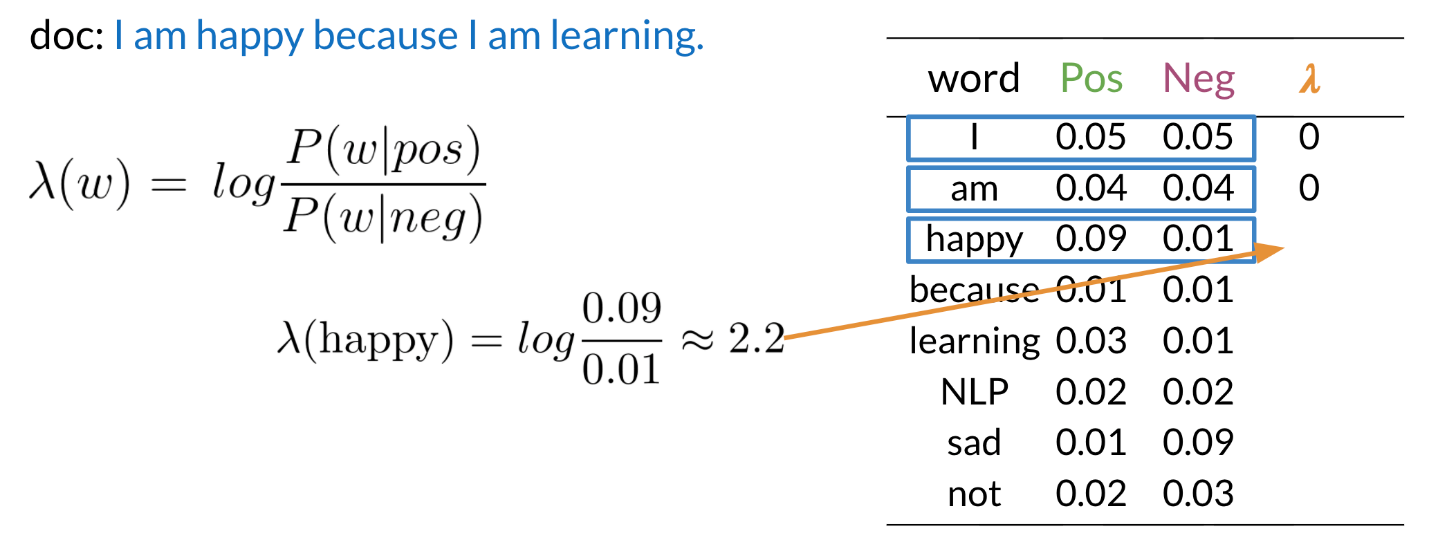 doc: I am happy because I am learning.
λ(w) = log P(w|pos) / P(w|neg)
λ(happy) = log 0.09 / 0.01 ≈ 2.2
word Pos Neg λ
I 0.05 0.05 0
am 0.04 0.04 0
happy 0.09 0.01
because 0.01 0.01
learning 0.03 0.01
NLP 0.02 0.02
sad 0.01 0.09
not 0.02 0.03